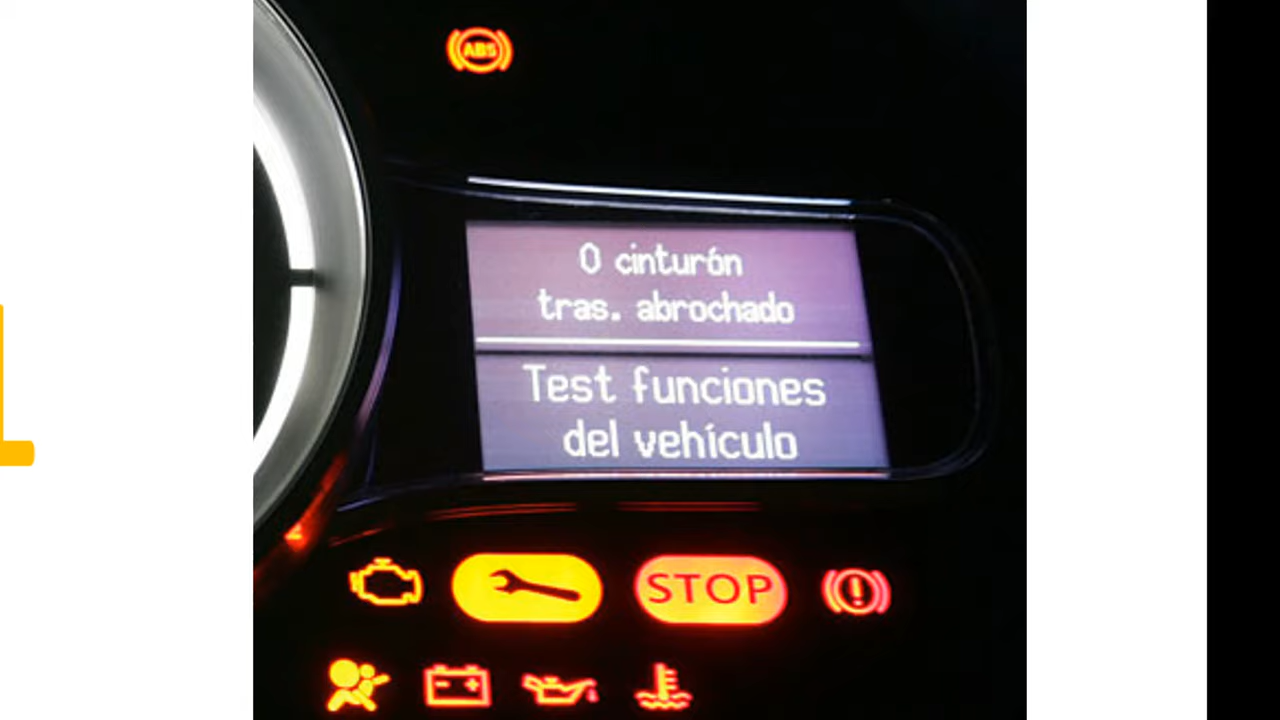 ABS
0 cinturón
tras. abrochado
Test funciones
del vehículo
STOP